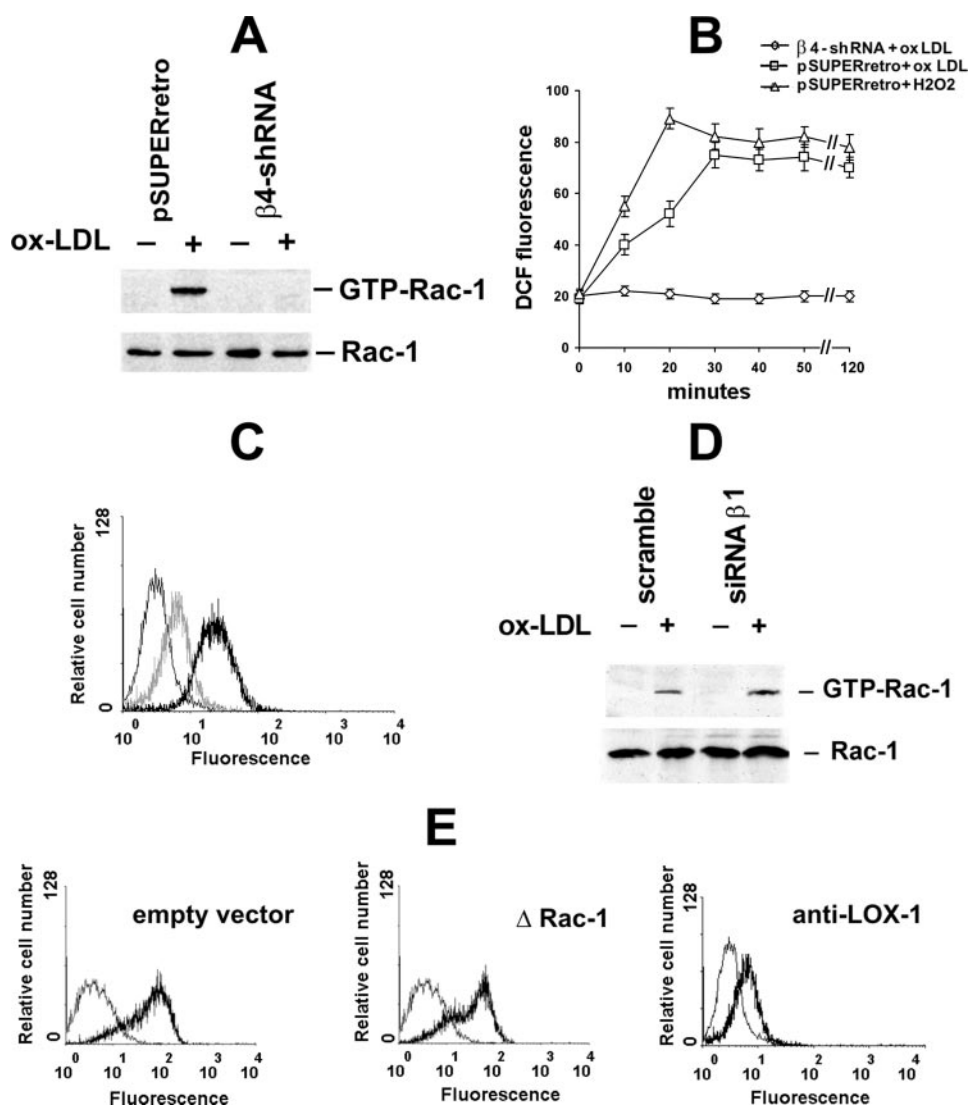 A
pSUPERretro
β4-shRNA
ox-LDL − + − +
GTP-Rac-1
Rac-1
B
β4-shRNA+ox LDL
pSUPERretro+ox LDL
pSUPERretro+H2O2
DCF fluorescence
100
80
60
40
20
0
0 10 20 30 40 50 // 120
minutes
C
Relative cell number
128
0
10 0 10 1 10 2 10 3 10 4
Fluorescence
D
scramble
siRNA β1
ox-LDL − + − +
GTP-Rac-1
Rac-1
E
Relative cell number
128
0
empty vector
10 0 10 1 10 2 10 3 10 4
Fluorescence
Relative cell number
128
0
Δ Rac-1
10 0 10 1 10 2 10 3 10 4
Fluorescence
Relative cell number
128
0
anti-LOX-1
10 0 10 1 10 2 10 3 10 4
Fluorescence